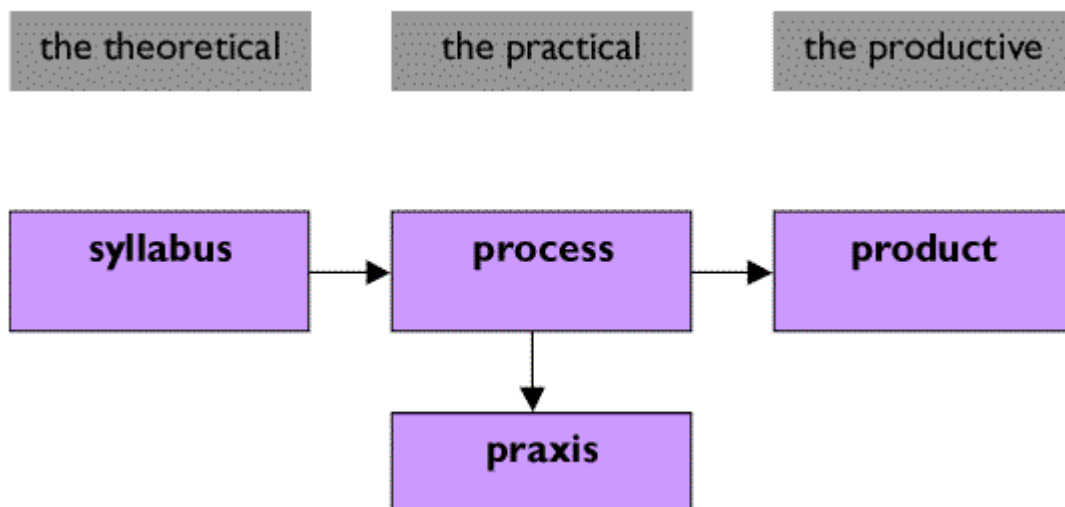 the theoretical
the practical
the productive
syllabus
process
product
praxis